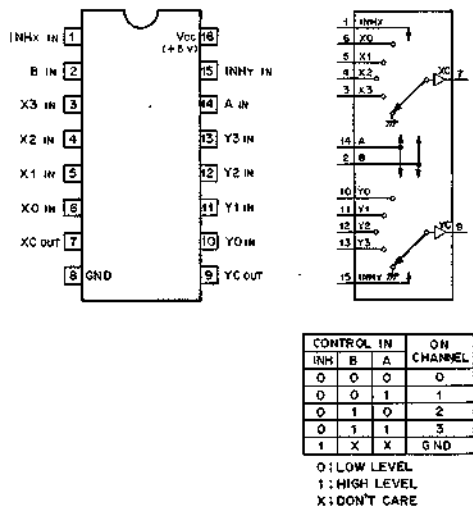 INHX IN 1
B IN 2
X3 IN 3
X2 IN 4
X1 IN 5
X0 IN 6
XC OUT 7
8 GND
16 Vcc
(+5V)
15 INHY IN
14 A IN
13 Y3 IN
12 Y2 IN
11 Y1 IN
10 Y0 IN
9 YC OUT
1 INHX
6 X0
5 X1
4 X2
3 X3
XC 7
14 A
2 B
10 Y0
11 Y1
12 Y2
13 Y3
YC 9
15 INHY
CONTROL IN ON CHANNEL
INH B A
0 0 0 0
0 0 1 1
0 1 0 2
0 1 1 3
1 X X GND
0 ; LOW LEVEL
1 ; HIGH LEVEL
X ; DON'T CARE